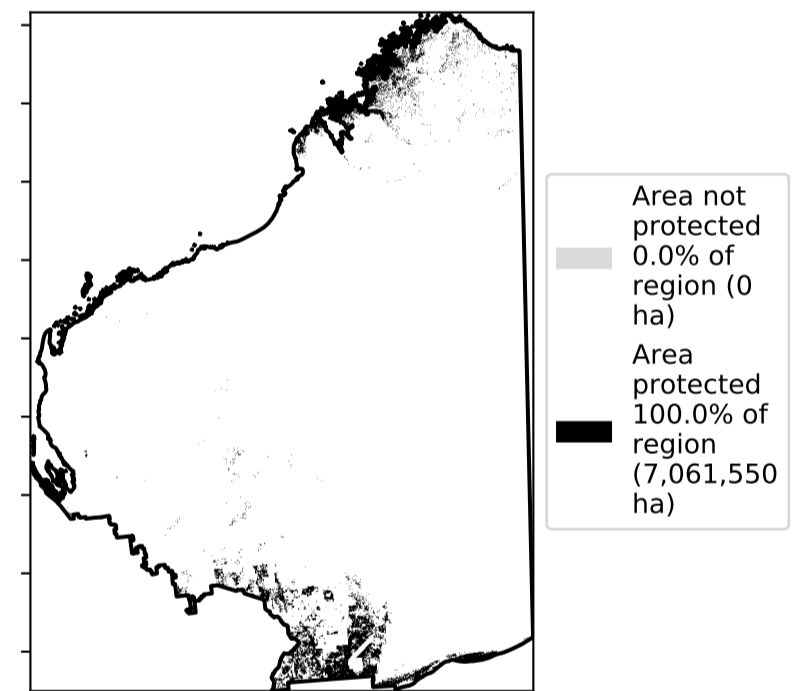 Area not
protected
0.0% of
region (0
ha)
Area
protected
100.0% of
region
(7,061,550
ha)